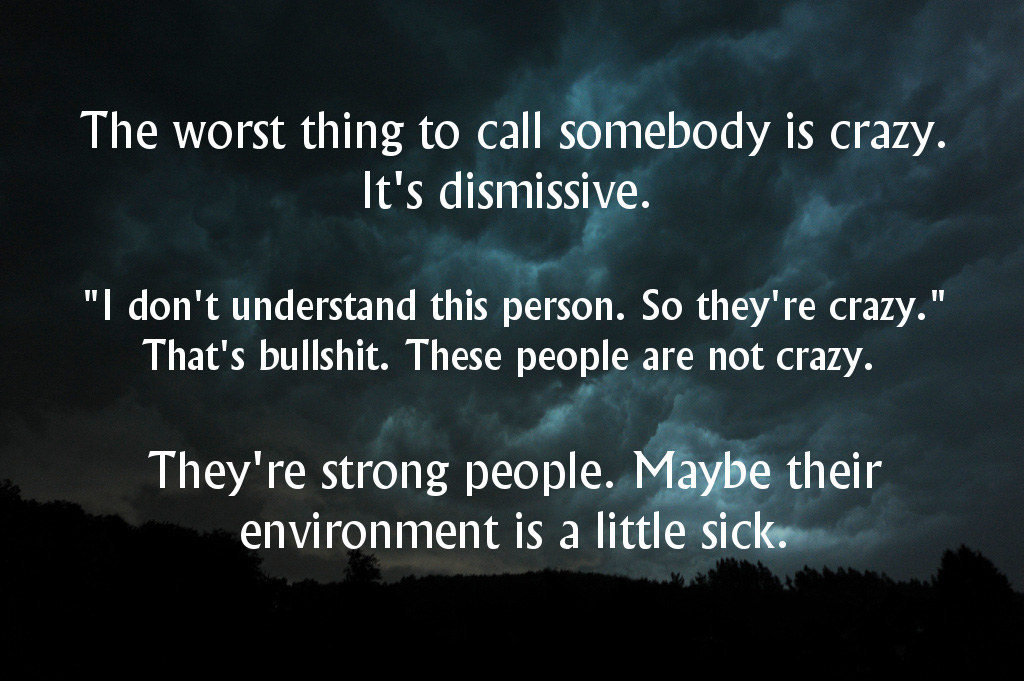 The worst thing to call somebody is crazy.
It's dismissive.
"I don't understand this person. So they're crazy."
That's bullshit. These people are not crazy.
They're strong people. Maybe their
environment is a little sick.